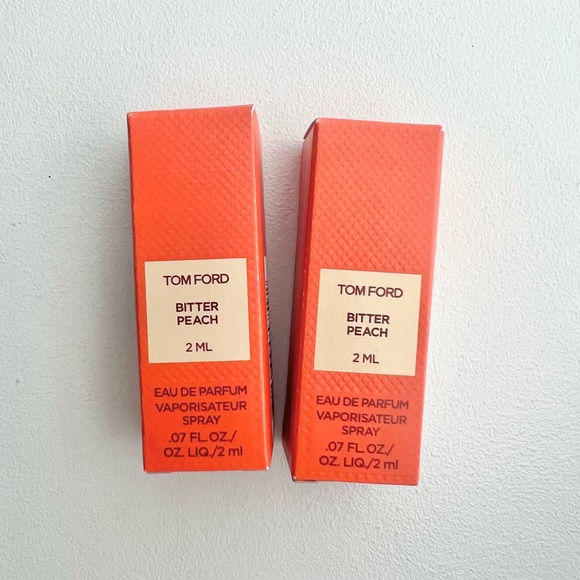 TOM FORD
BITTER
PEACH
2 ML
EAU DE PARFUM
VAPORISATEUR
SPRAY
.07 FL. OZ./
OZ. LIQ./2 ml
TOM FORD
BITTER
PEACH
2 ML
EAU DE PARFUM
VAPORISATEUR
SPRAY
.07 FL. OZ./
OZ. LIQ./2 ml